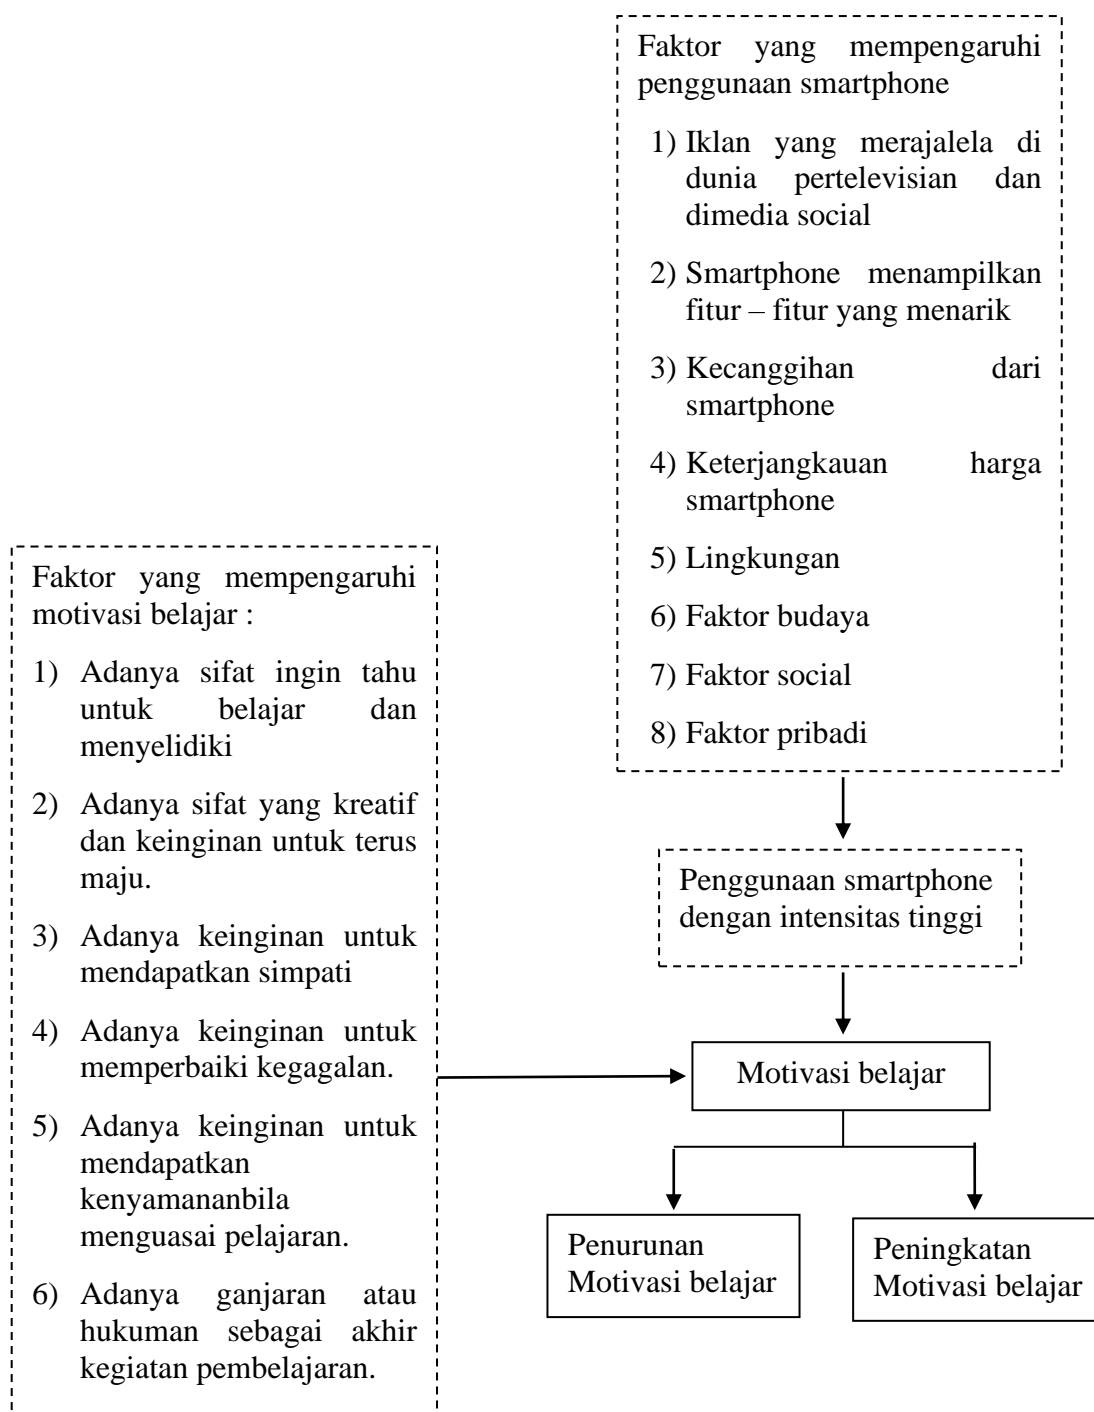 Faktor yang mempengaruhi
penggunaan smartphone
1) Iklan yang merajalela di
dunia pertelevisian dan
dimedia social
2) Smartphone menampilkan
fitur – fitur yang menarik
3) Kecanggihan dari
smartphone
4) Keterjangkauan harga
smartphone
5) Lingkungan
6) Faktor budaya
7) Faktor social
8) Faktor pribadi
Faktor yang mempengaruhi
motivasi belajar :
1) Adanya sifat ingin tahu
untuk belajar dan
menyelidiki
2) Adanya sifat yang kreatif
dan keinginan untuk terus
maju.
3) Adanya keinginan untuk
mendapatkan simpati
4) Adanya keinginan untuk
memperbaiki kegagalan.
5) Adanya keinginan untuk
mendapatkan
kenyamananbila
menguasai pelajaran.
6) Adanya ganjaran atau
hukuman sebagai akhir
kegiatan pembelajaran.
Penggunaan smartphone
dengan intensitas tinggi
Motivasi belajar
Penurunan
Motivasi belajar
Peningkatan
Motivasi belajar